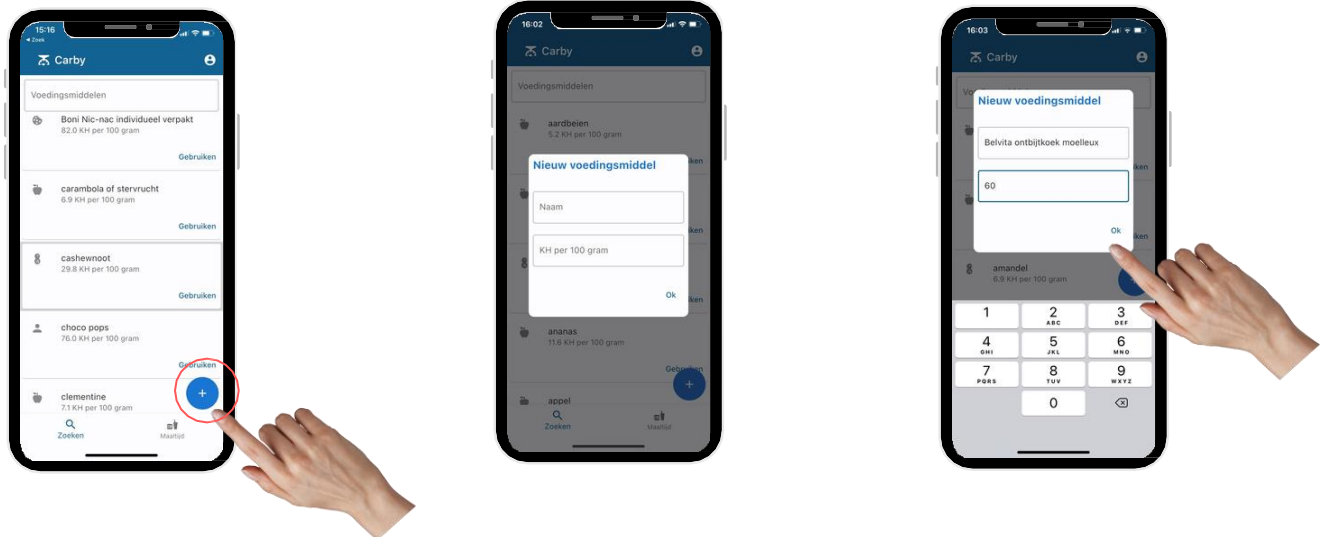 15:16
Zoek
Carby
Voedingsmiddelen
Boni Nic-nac individueel verpakt
82.0 KH per 100 gram
Gebruiken
carambola of stervrucht
6.9 KH per 100 gram
Gebruiken
cashewnoot
29.8 KH per 100 gram
Gebruiken
choco pops
76.0 KH per 100 gram
Gebruiken
clementine
7.1 KH per 100 gram
+
Zoeken
Maaltijd
16:02
Carby
Voedingsmiddelen
aardbeien
5.2 KH per 100 gram
Nieuw voedingsmiddel
Naam
KH per 100 gram
Ok
ananas
11.6 KH per 100 gram
Gebruiken
appel
+
Zoeken
Maaltijd
16:03
Carby
Nieuw voedingsmiddel
Belvita ontbijtkoek moelleux
60
Ok
amandel
6.9 KH per 100 gram
1
2
ABC
3
DEF
4
GHI
5
JKL
6
MNO
7
PQRS
8
TUV
9
WXYZ
0